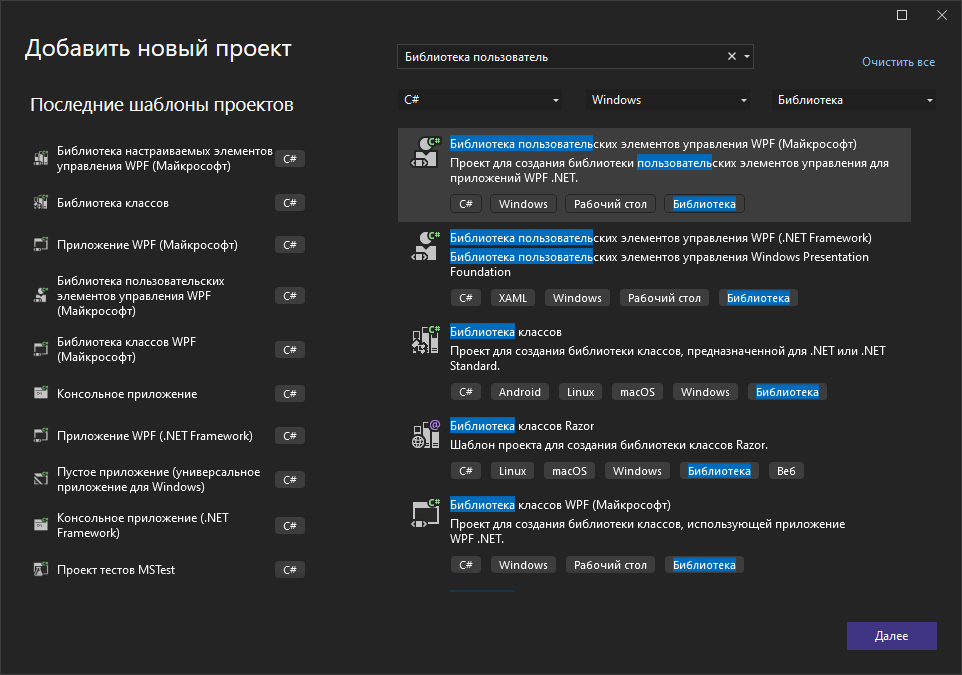 Добавить новый проект
Библиотека пользователь
Очистить все
Последние шаблоны проектов
Библиотека настраиваемых элементов
управления WPF (Майкрософт)
C#
Библиотека классов
C#
Приложение WPF (Майкрософт)
C#
Библиотека пользовательских
элементов управления WPF
(Майкрософт)
C#
Библиотека классов WPF
(Майкрософт)
C#
Консольное приложение
C#
Приложение WPF (.NET Framework)
C#
Пустое приложение (универсальное
приложение для Windows)
C#
Консольное приложение (.NET
Framework)
C#
Проект тестов MSTest
C#
C# Windows Библиотека
Библиотека пользовательских элементов управления WPF (Майкрософт)
Проект для создания библиотеки пользовательских элементов управления для
приложений WPF .NET.
C# Windows Рабочий стол Библиотека
Библиотека пользовательских элементов управления WPF (.NET Framework)
Библиотека пользовательских элементов управления Windows Presentation
Foundation
C# XAML Windows Рабочий стол Библиотека
Библиотека классов
Проект для создания библиотеки классов, предназначенной для .NET или .NET
Standard.
C# Android Linux macOS Windows Библиотека
Библиотека классов Razor
Шаблон проекта для создания библиотеки классов Razor.
C# Linux macOS Windows Библиотека Веб
Библиотека классов WPF (Майкрософт)
Проект для создания библиотеки классов, использующей приложение
WPF .NET.
C# Windows Рабочий стол Библиотека
Далее